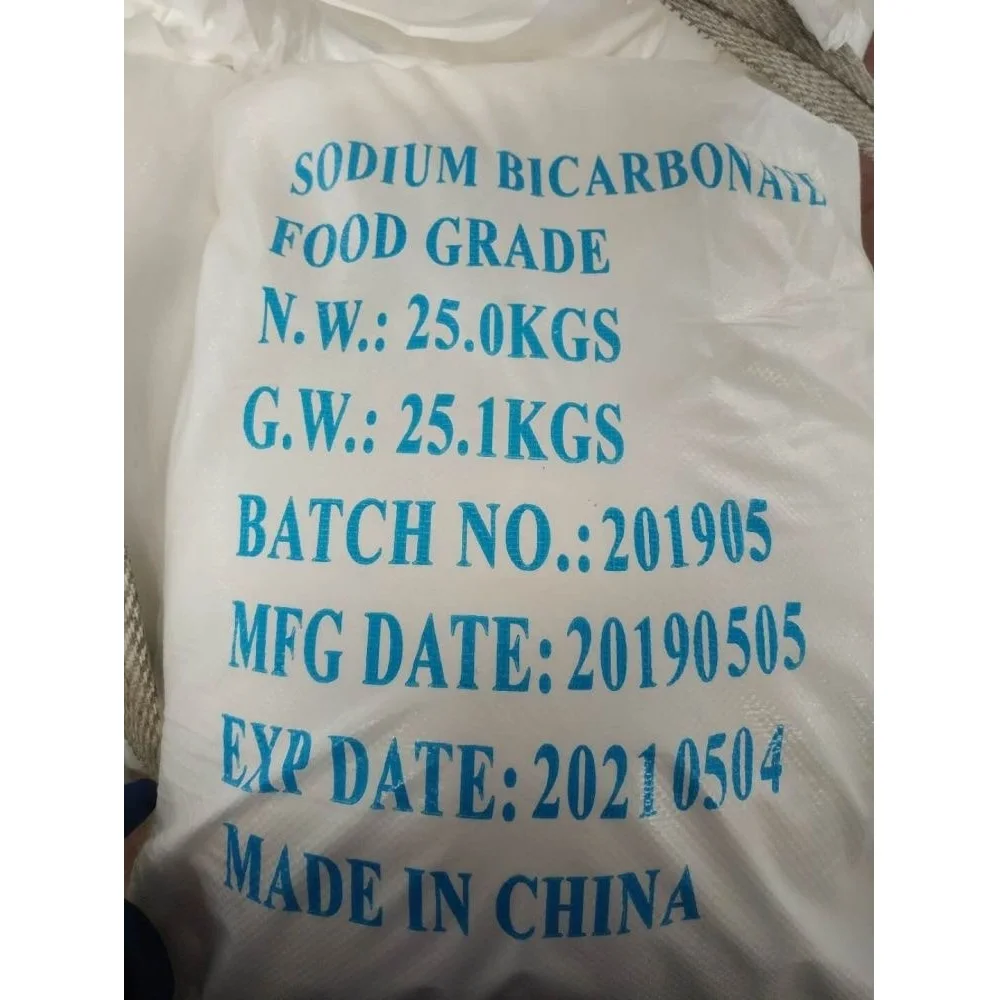 SODIUM BICARBONATE
FOOD GRADE
N.W.: 25.0KGS
G.W.: 25.1KGS
BATCH NO.:201905
MFG DATE:20190505
EXP DATE:20210504
MADE IN CHINA